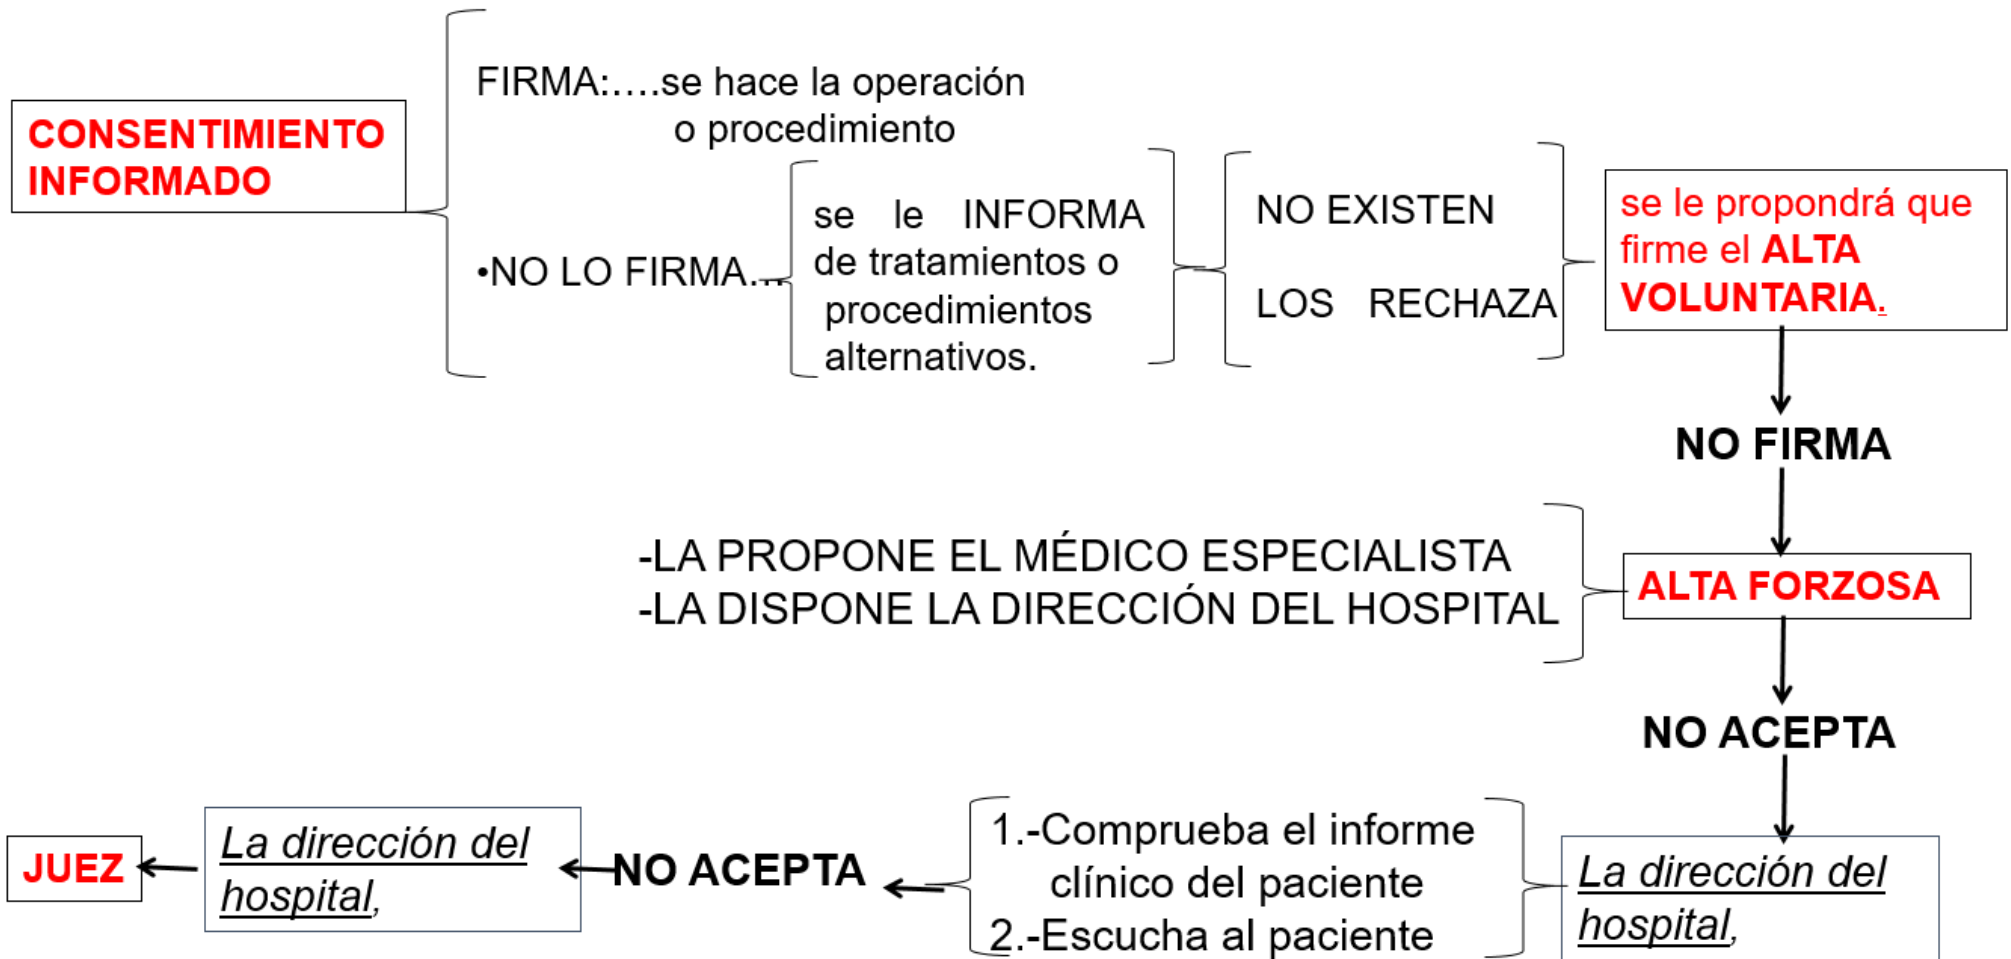 CONSENTIMIENTO
INFORMADO
FIRMA:....se hace la operación
o procedimiento
•NO LO FIRMA...
se le INFORMA
de tratamientos o
procedimientos
alternativos.
NO EXISTEN
LOS RECHAZA
se le propondrá que
firme el ALTA
VOLUNTARIA.
NO FIRMA
ALTA FORZOSA
-LA PROPONE EL MÉDICO ESPECIALISTA
-LA DISPONE LA DIRECCIÓN DEL HOSPITAL
NO ACEPTA
La dirección del
hospital,
1.-Comprueba el informe
clínico del paciente
2.-Escucha al paciente
NO ACEPTA
La dirección del
hospital,
JUEZ